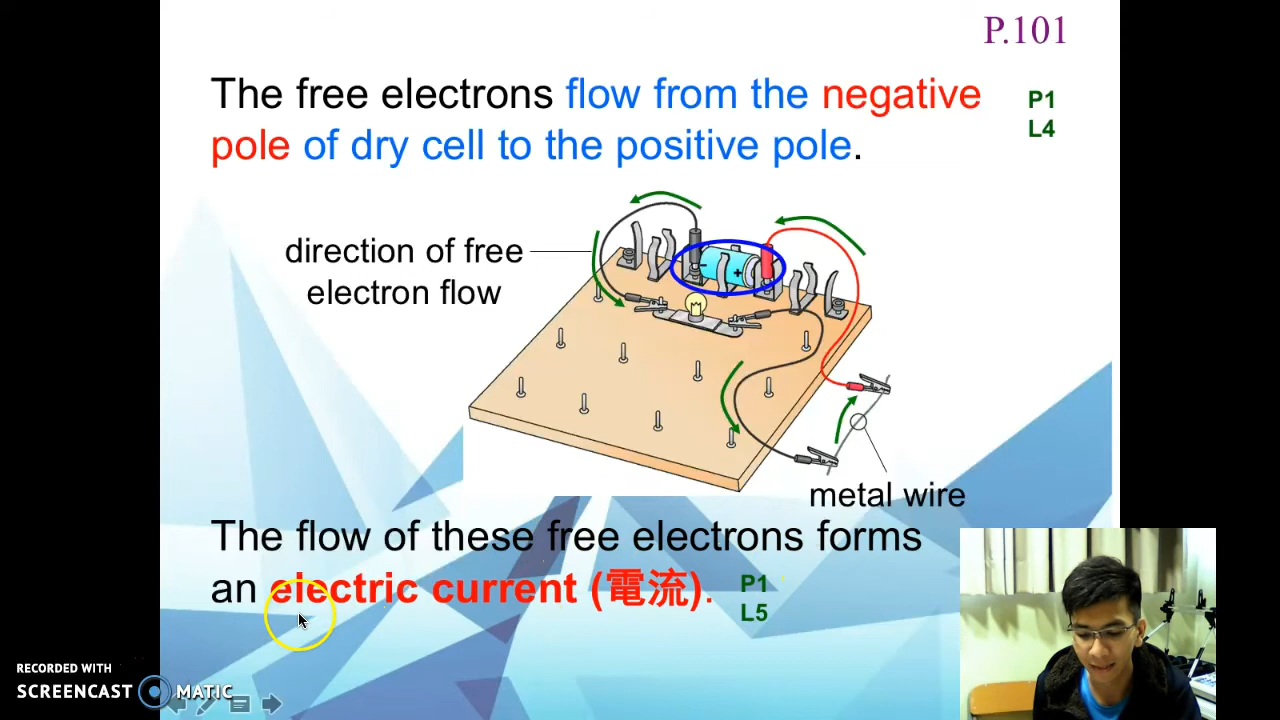 P.101
The free electrons flow from the negative
pole of dry cell to the positive pole.
P1
L4
direction of free
electron flow
- +
metal wire
The flow of these free electrons forms
an electric current (電流).
P1
L5
RECORDED WITH
SCREENCAST MATIC